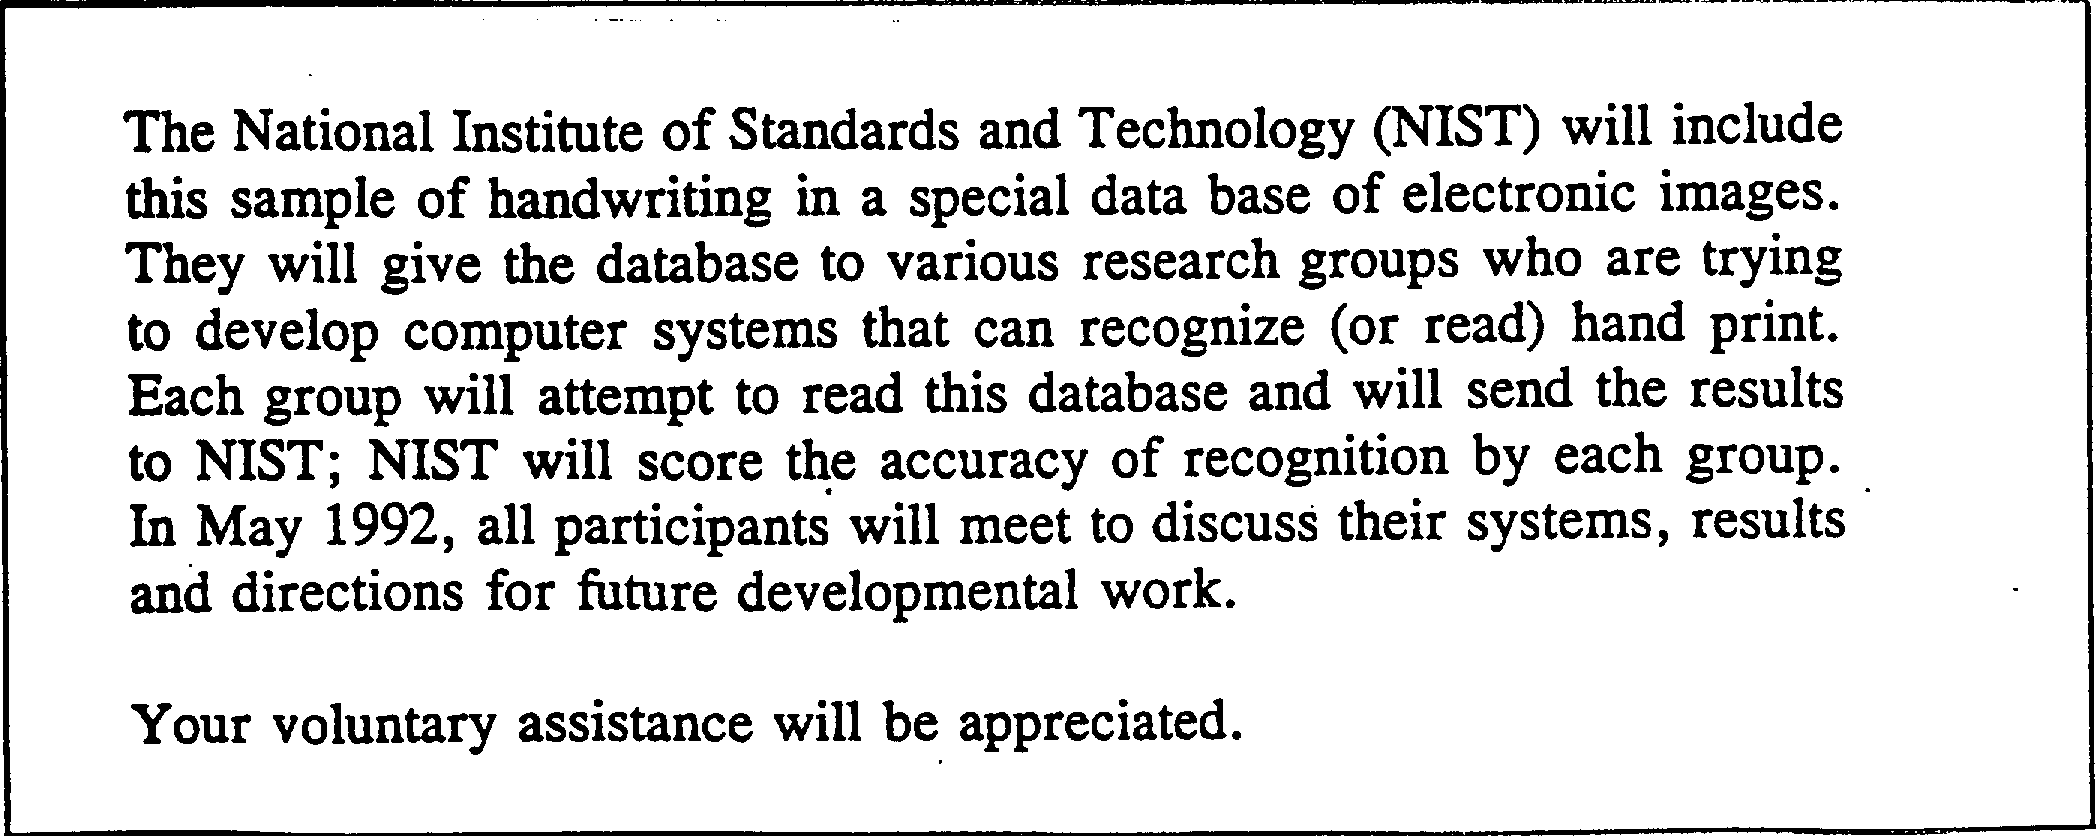 The National Institute of Standards and Technology (NIST) will include
this sample of handwriting in a special data base of electronic images.
They will give the database to various research groups who are trying
to develop computer systems that can recognize (or read) hand print.
Each group will attempt to read this database and will send the results
to NIST; NIST will score the accuracy of recognition by each group.
In May 1992, all participants will meet to discuss their systems, results
and directions for future developmental work.
Your voluntary assistance will be appreciated.